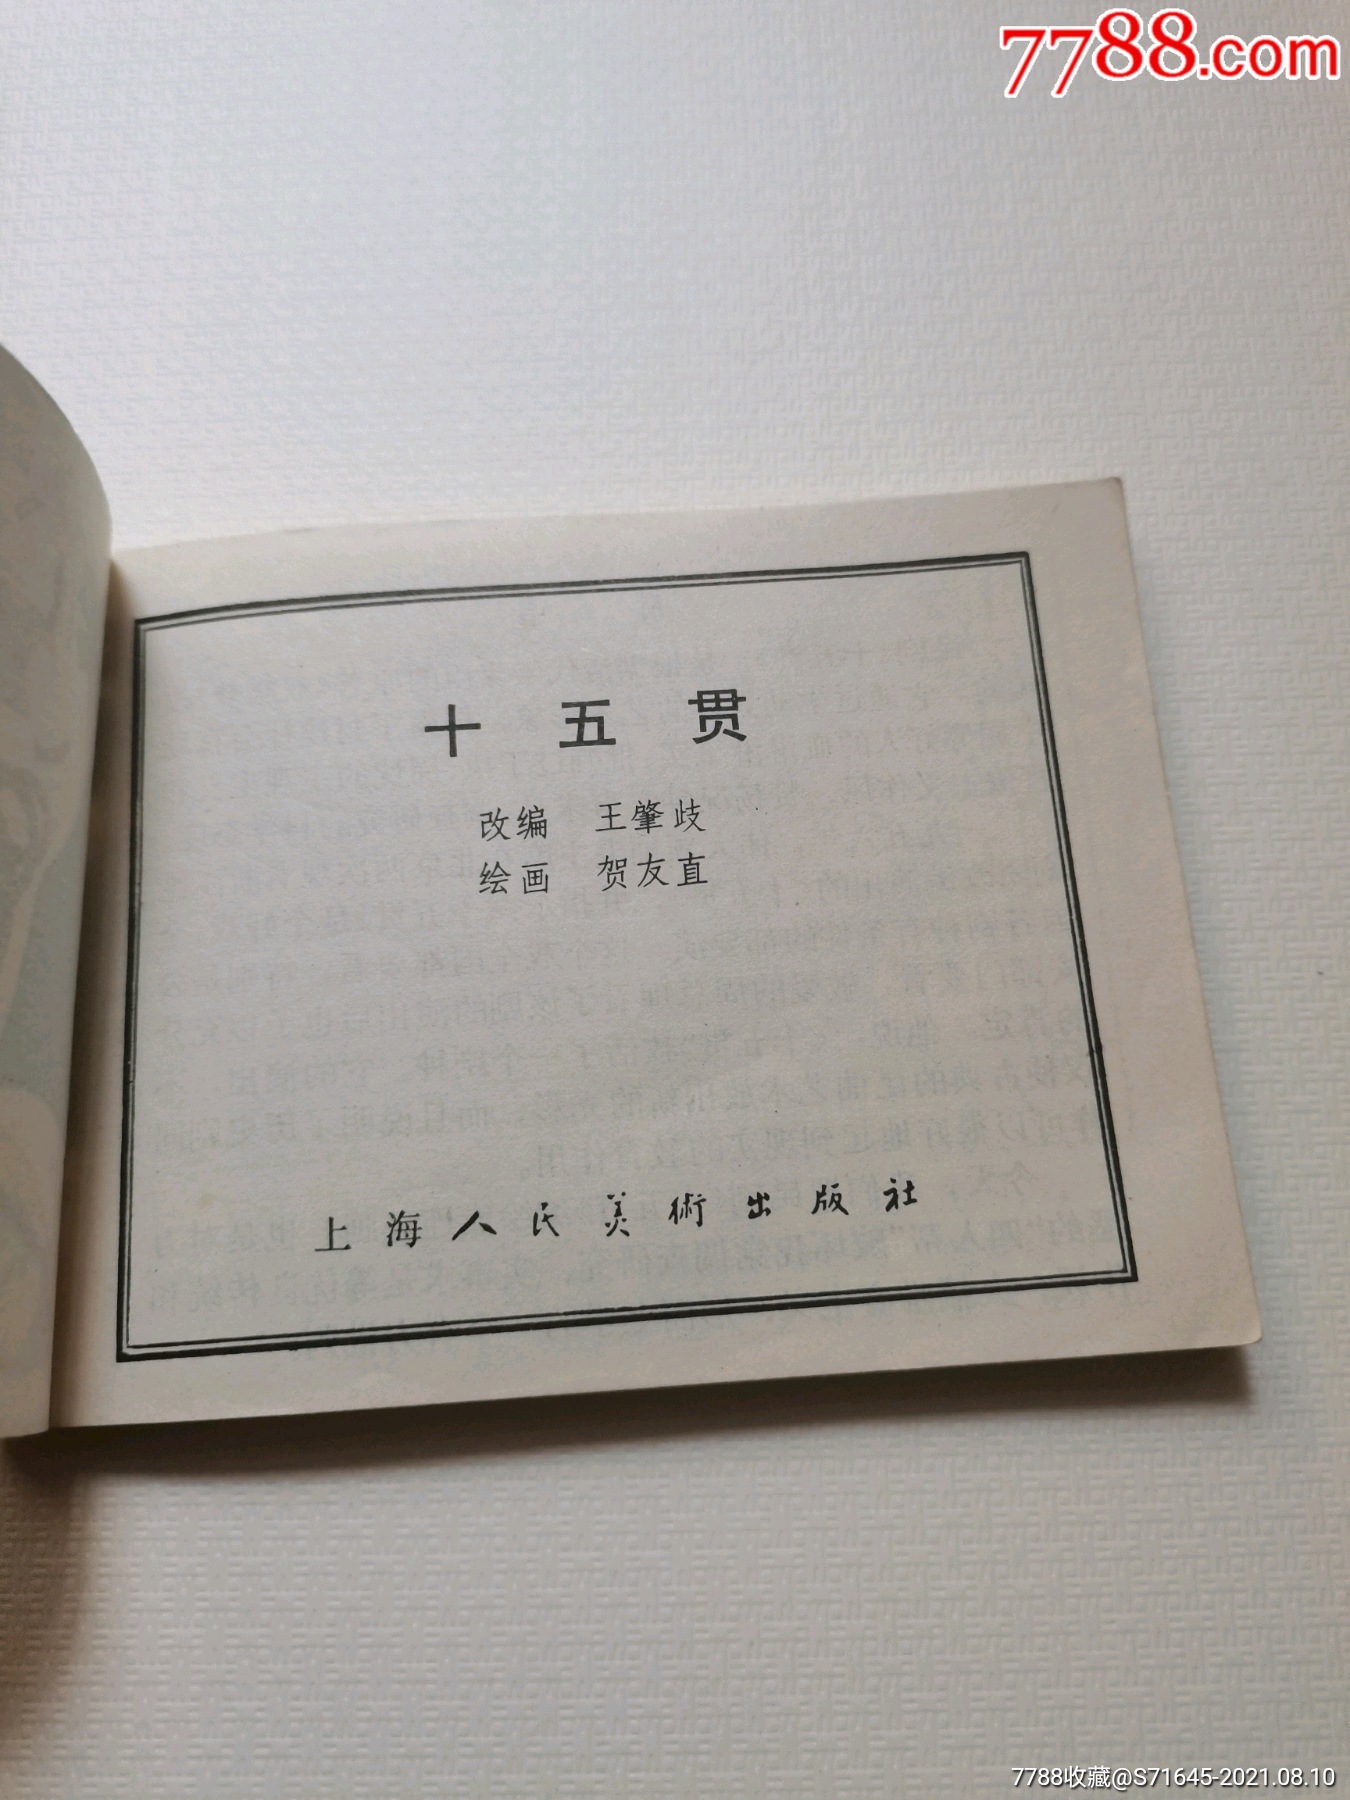 7788.com
十五贯
改编 王肇歧
绘画 贺友直
上海人民美術出版社
7788收藏@S71645-2021.08.10